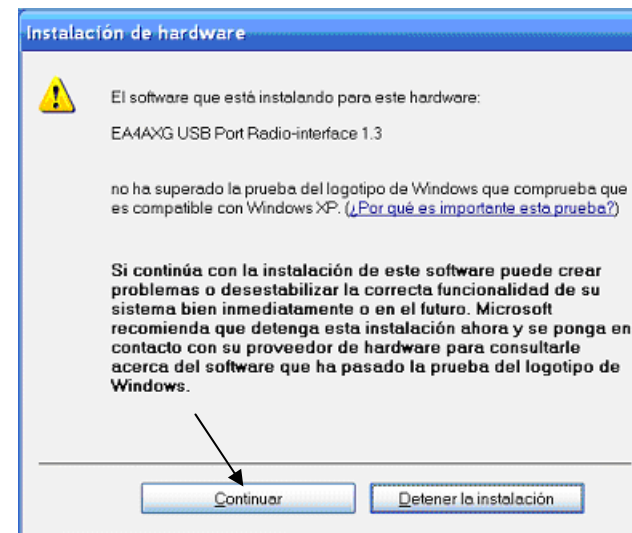 Instalación de hardware
El software que está instalando para este hardware:
EA4AXG USB Port Radio-interface 1.3
no ha superado la prueba del logotipo de Windows que comprueba que
es compatible con Windows XP. (¿Por qué es importante esta prueba?)
Si continúa con la instalación de este software puede crear
problemas o desestabilizar la correcta funcionalidad de su
sistema bien inmediatamente o en el futuro. Microsoft
recomienda que detenga esta instalación ahora y se ponga en
contacto con su proveedor de hardware para consultarle
acerca del software que ha pasado la prueba del logotipo de
Windows.
Continuar
Detener la instalación